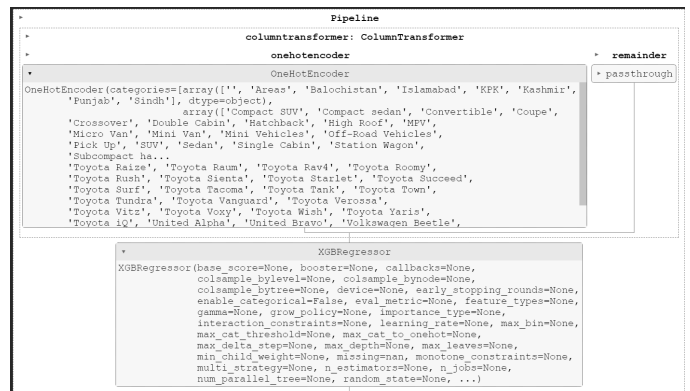 Pipeline
columntransformer: ColumnTransformer
onehotencoder
remainder
OneHotEncoder
passthrough
OneHotEncoder(categories=[array(['', 'Areas', 'Balochistan', 'Islamabad', 'KPK', 'Kashmir',
'Punjab', 'Sindh'], dtype=object),
array(['Compact SUV', 'Compact sedan', 'Convertible', 'Coupe',
'Crossover', 'Double Cabin', 'Hatchback', 'High Roof', 'MPV',
'Micro Van', 'Mini Van', 'Mini Vehicles', 'Off-Road Vehicles',
'Pick Up', 'SUV', 'Sedan', 'Single Cabin', 'Station Wagon',
'Subcompact ha...
'Toyota Raize', 'Toyota Raum', 'Toyota Rav4', 'Toyota Roomy',
'Toyota Rush', 'Toyota Sienta', 'Toyota Starlet', 'Toyota Succeed',
'Toyota Surf', 'Toyota Tacoma', 'Toyota Tank', 'Toyota Town',
'Toyota Tundra', 'Toyota Vanguard', 'Toyota Verossa',
'Toyota Vitz', 'Toyota Voxy', 'Toyota Wish', 'Toyota Yaris',
'Toyota iQ', 'United Alpha', 'United Bravo', 'Volkswagen Beetle',
XGBRegressor
XGBRegressor(base_score=None, booster=None, callbacks=None,
colsample_bylevel=None, colsample_bynode=None,
colsample_bytree=None, device=None, early_stopping_rounds=None,
enable_categorical=False, eval_metric=None, feature_types=None,
gamma=None, grow_policy=None, importance_type=None,
interaction_constraints=None, learning_rate=None, max_bin=None,
max_cat_threshold=None, max_cat_to_onehot=None,
max_delta_step=None, max_depth=None, max_leaves=None,
min_child_weight=None, missing=nan, monotone_constraints=None,
multi_strategy=None, n_estimators=None, n_jobs=None,
num_parallel_tree=None, random_state=None, ...)